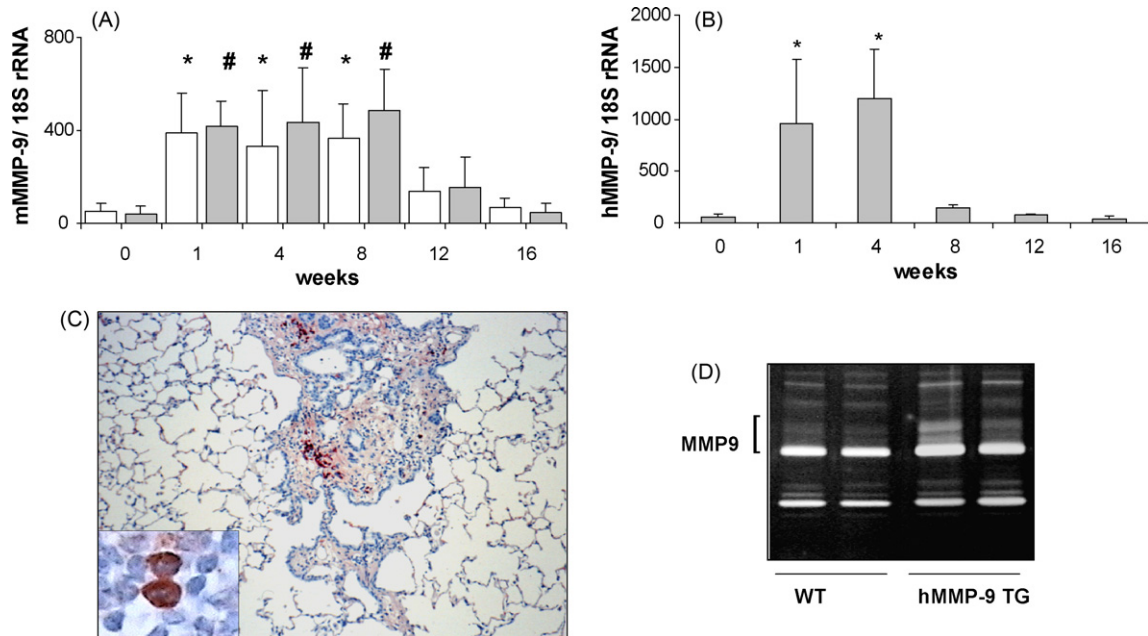 (A)
mMMP-9/ 18S rRNA
800
400
0
* # * # * #
0 1 4 8 12 16
weeks
(B)
hMMP-9/ 18S rRNA
2000
1500
1000
500
0
* *
0 1 4 8 12 16
weeks
(C)
(D)
MMP9
WT hMMP-9 TG